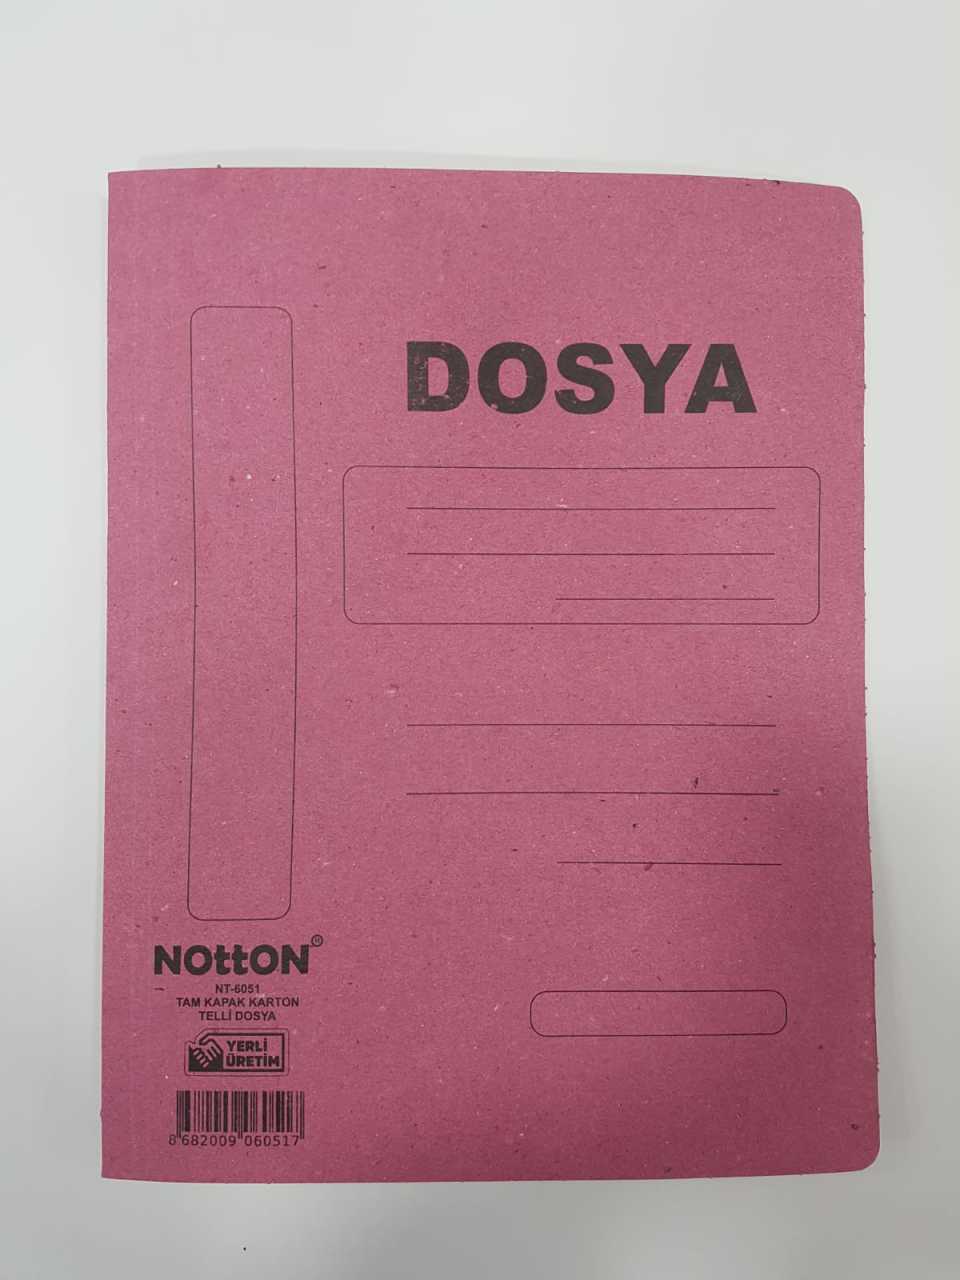 DOSYA
NOttON®
NT-6051
TAM KAPAK KARTON
TELLİ DOSYA
YERLİ
ÜRETİM
8 682009 060517